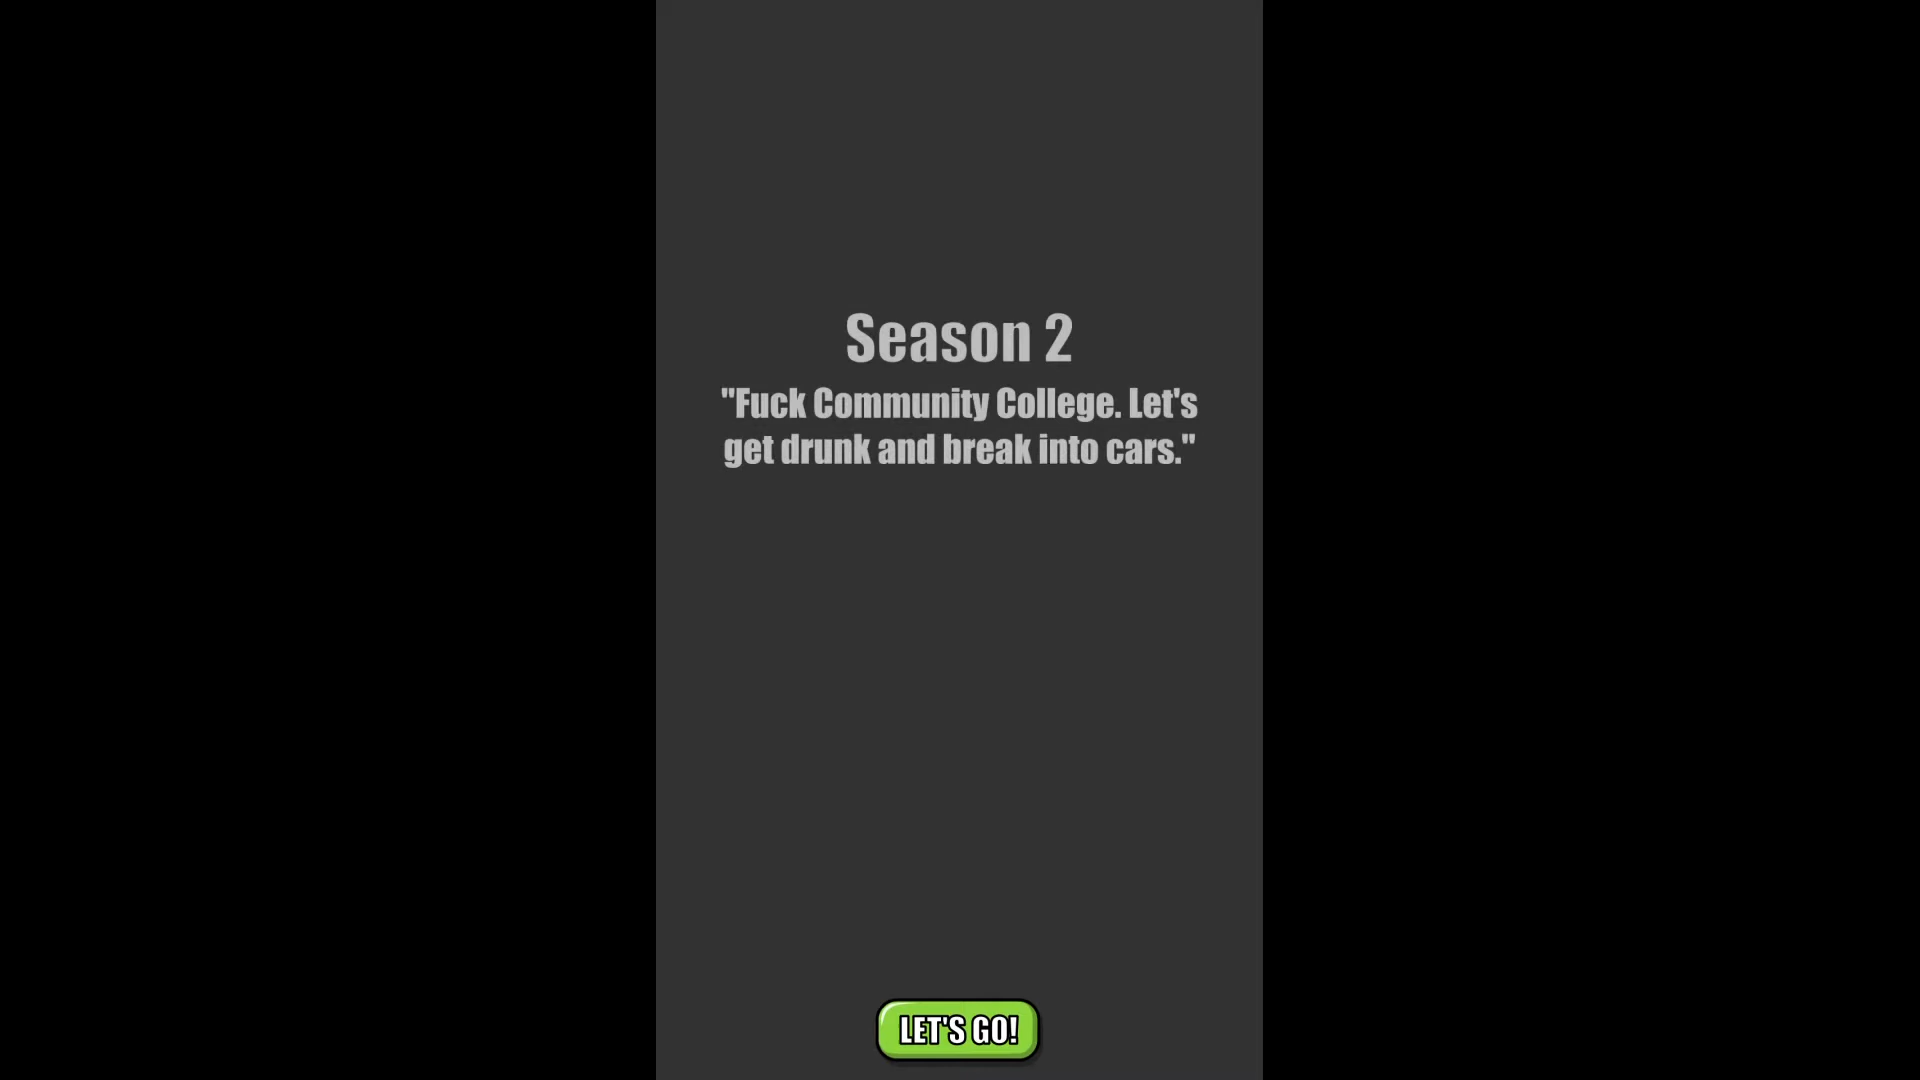 Season 2
"Fuck Community College. Let's
get drunk and break into cars."
LET'S GO!